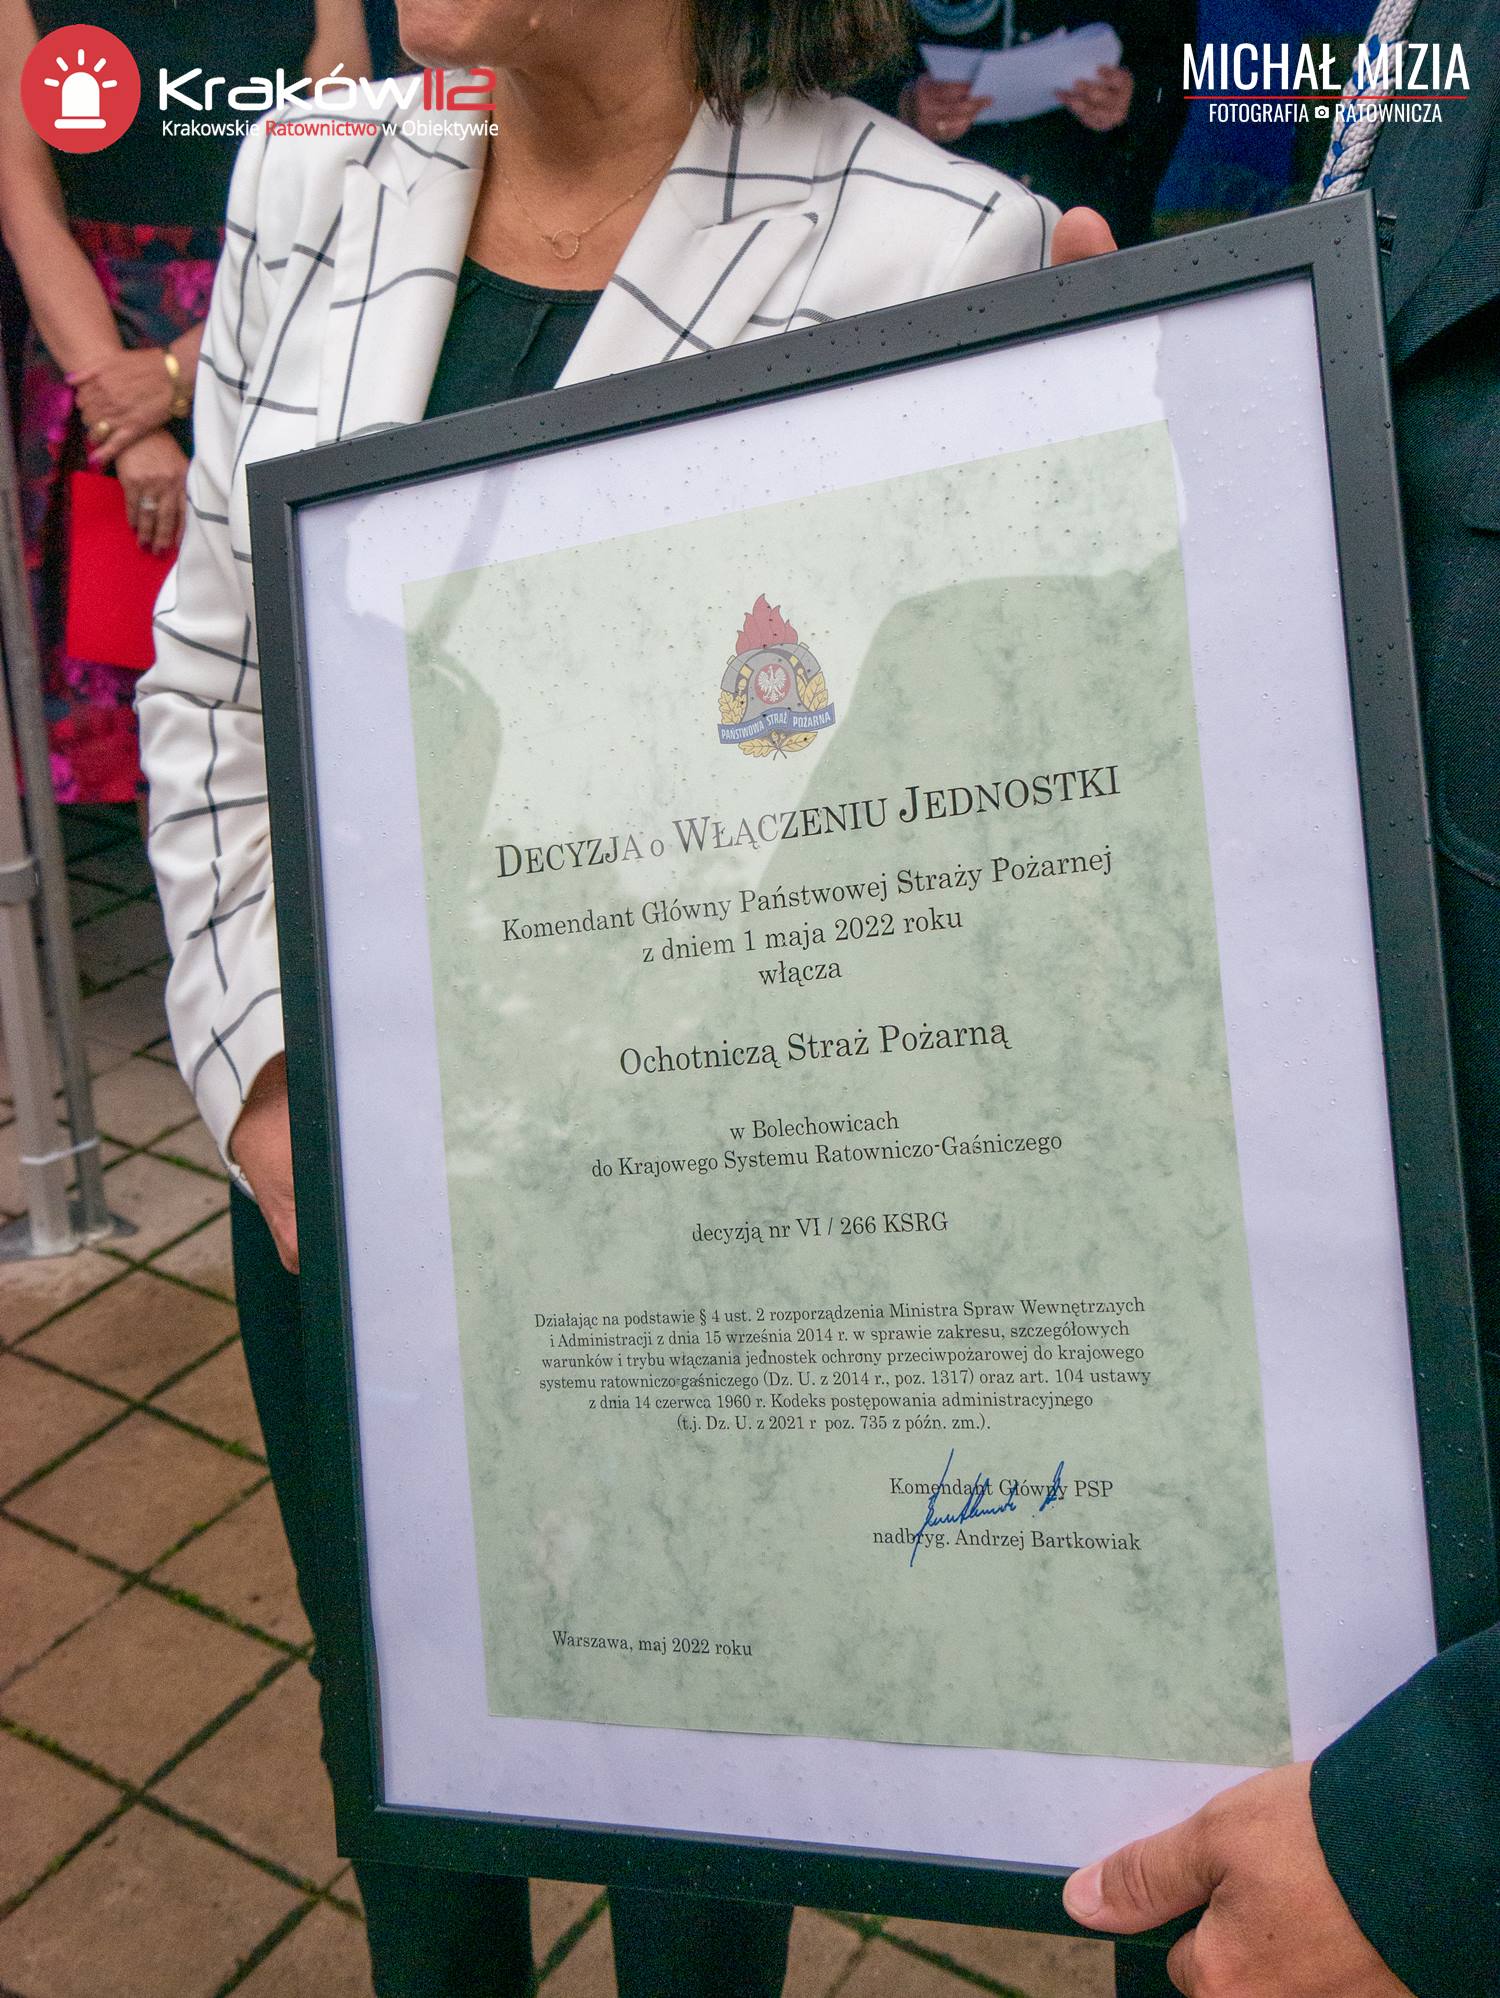 Kraków112
Krakowskie Ratownictwo w Obiektywie
MICHAŁ MIZIA
FOTOGRAFIA RATOWNICZA
PAŃSTWOWA STRAŻ POŻARNA
DECYZJA O WŁĄCZENIU JEDNOSTKI
Komendant Główny Państwowej Straży Pożarnej
z dniem 1 maja 2022 roku
włącza
Ochotniczą Straż Pożarną
w Bolechowicach
do Krajowego Systemu Ratowniczo-Gaśniczego
decyzją nr VI / 266 KSRG
Działając na podstawie § 4 ust. 2 rozporządzenia Ministra Spraw Wewnętrznych
i Administracji z dnia 15 września 2014 r. w sprawie zakresu, szczegółowych
warunków i trybu włączania jednostek ochrony przeciwpożarowej do krajowego
systemu ratowniczo-gaśniczego (Dz. U. z 2014 r., poz. 1317) oraz art. 104 ustawy
z dnia 14 czerwca 1960 r. Kodeks postępowania administracyjnego
(t.j. Dz. U. z 2021 r poz. 735 z późn. zm.).
Komendant Główny PSP
nadbryg. Andrzej Bartkowiak
Warszawa, maj 2022 roku